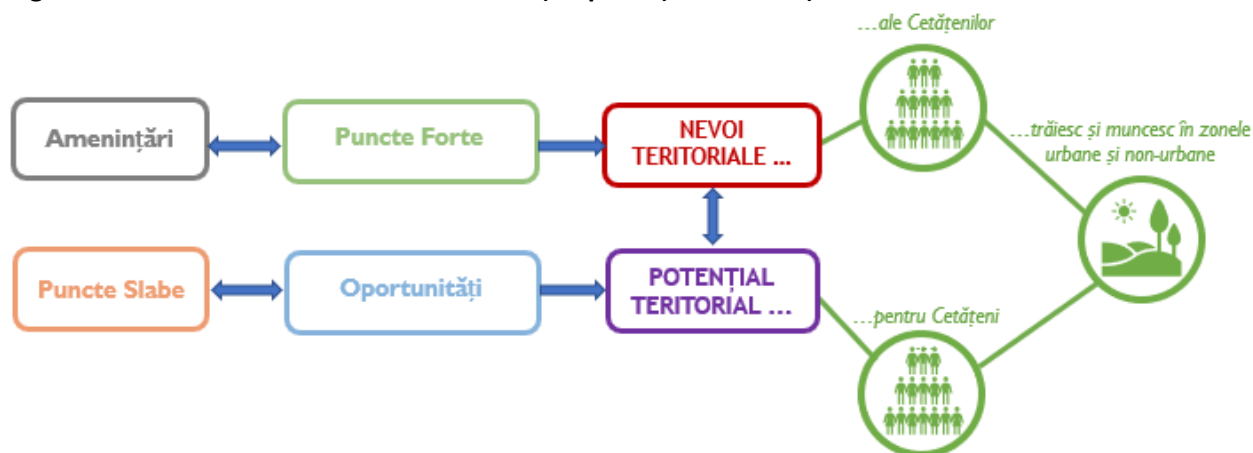 ...ale Cetățenilor
Amenințări
Puncte Forte
NEVOI
TERITORIALE ...
...trăiesc și muncesc în zonele
urbane și non-urbane
Puncte Slabe
Oportunități
POTENȚIAL
TERITORIAL ...
...pentru Cetățeni